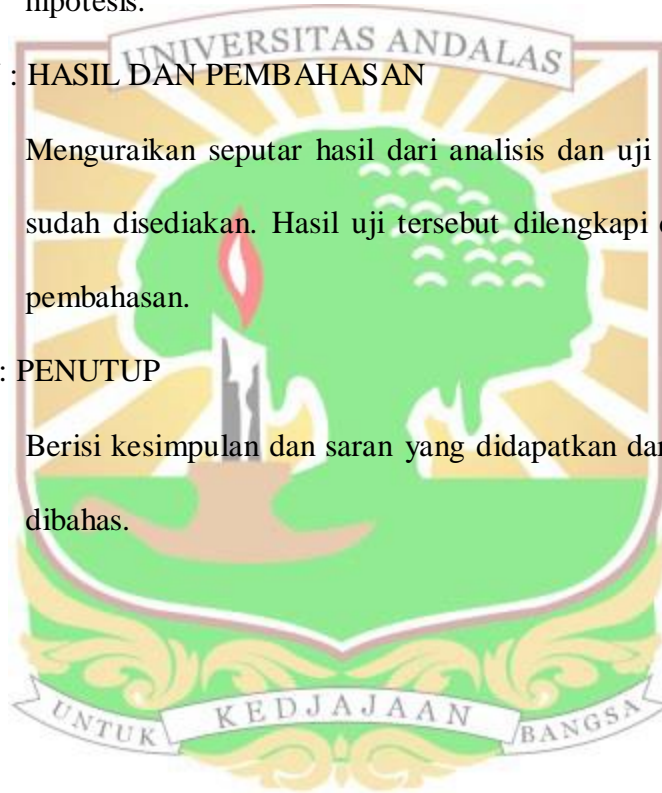 hipotesis.
UNIVERSITAS ANDALAS
: HASIL DAN PEMBAHASAN
Menguraikan seputar hasil dari analisis dan uji
sudah disediakan. Hasil uji tersebut dilengkapi
pembahasan.
: PENUTUP
Berisi kesimpulan dan saran yang didapatkan
dibahas.
UNTUK KEDJAJAAN BANGSA